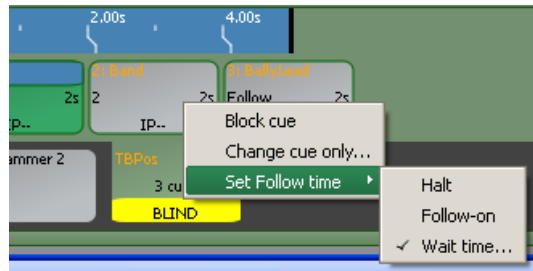 2.00s 4.00s
2: Band 3: BallyLead
2s 2 2s Follow 2s
IP-- IP--
Block cue
ammer 2 TBPos Change cue only...
3 cu Set Follow time Halt
BLIND Follow-on
✓ Wait time...